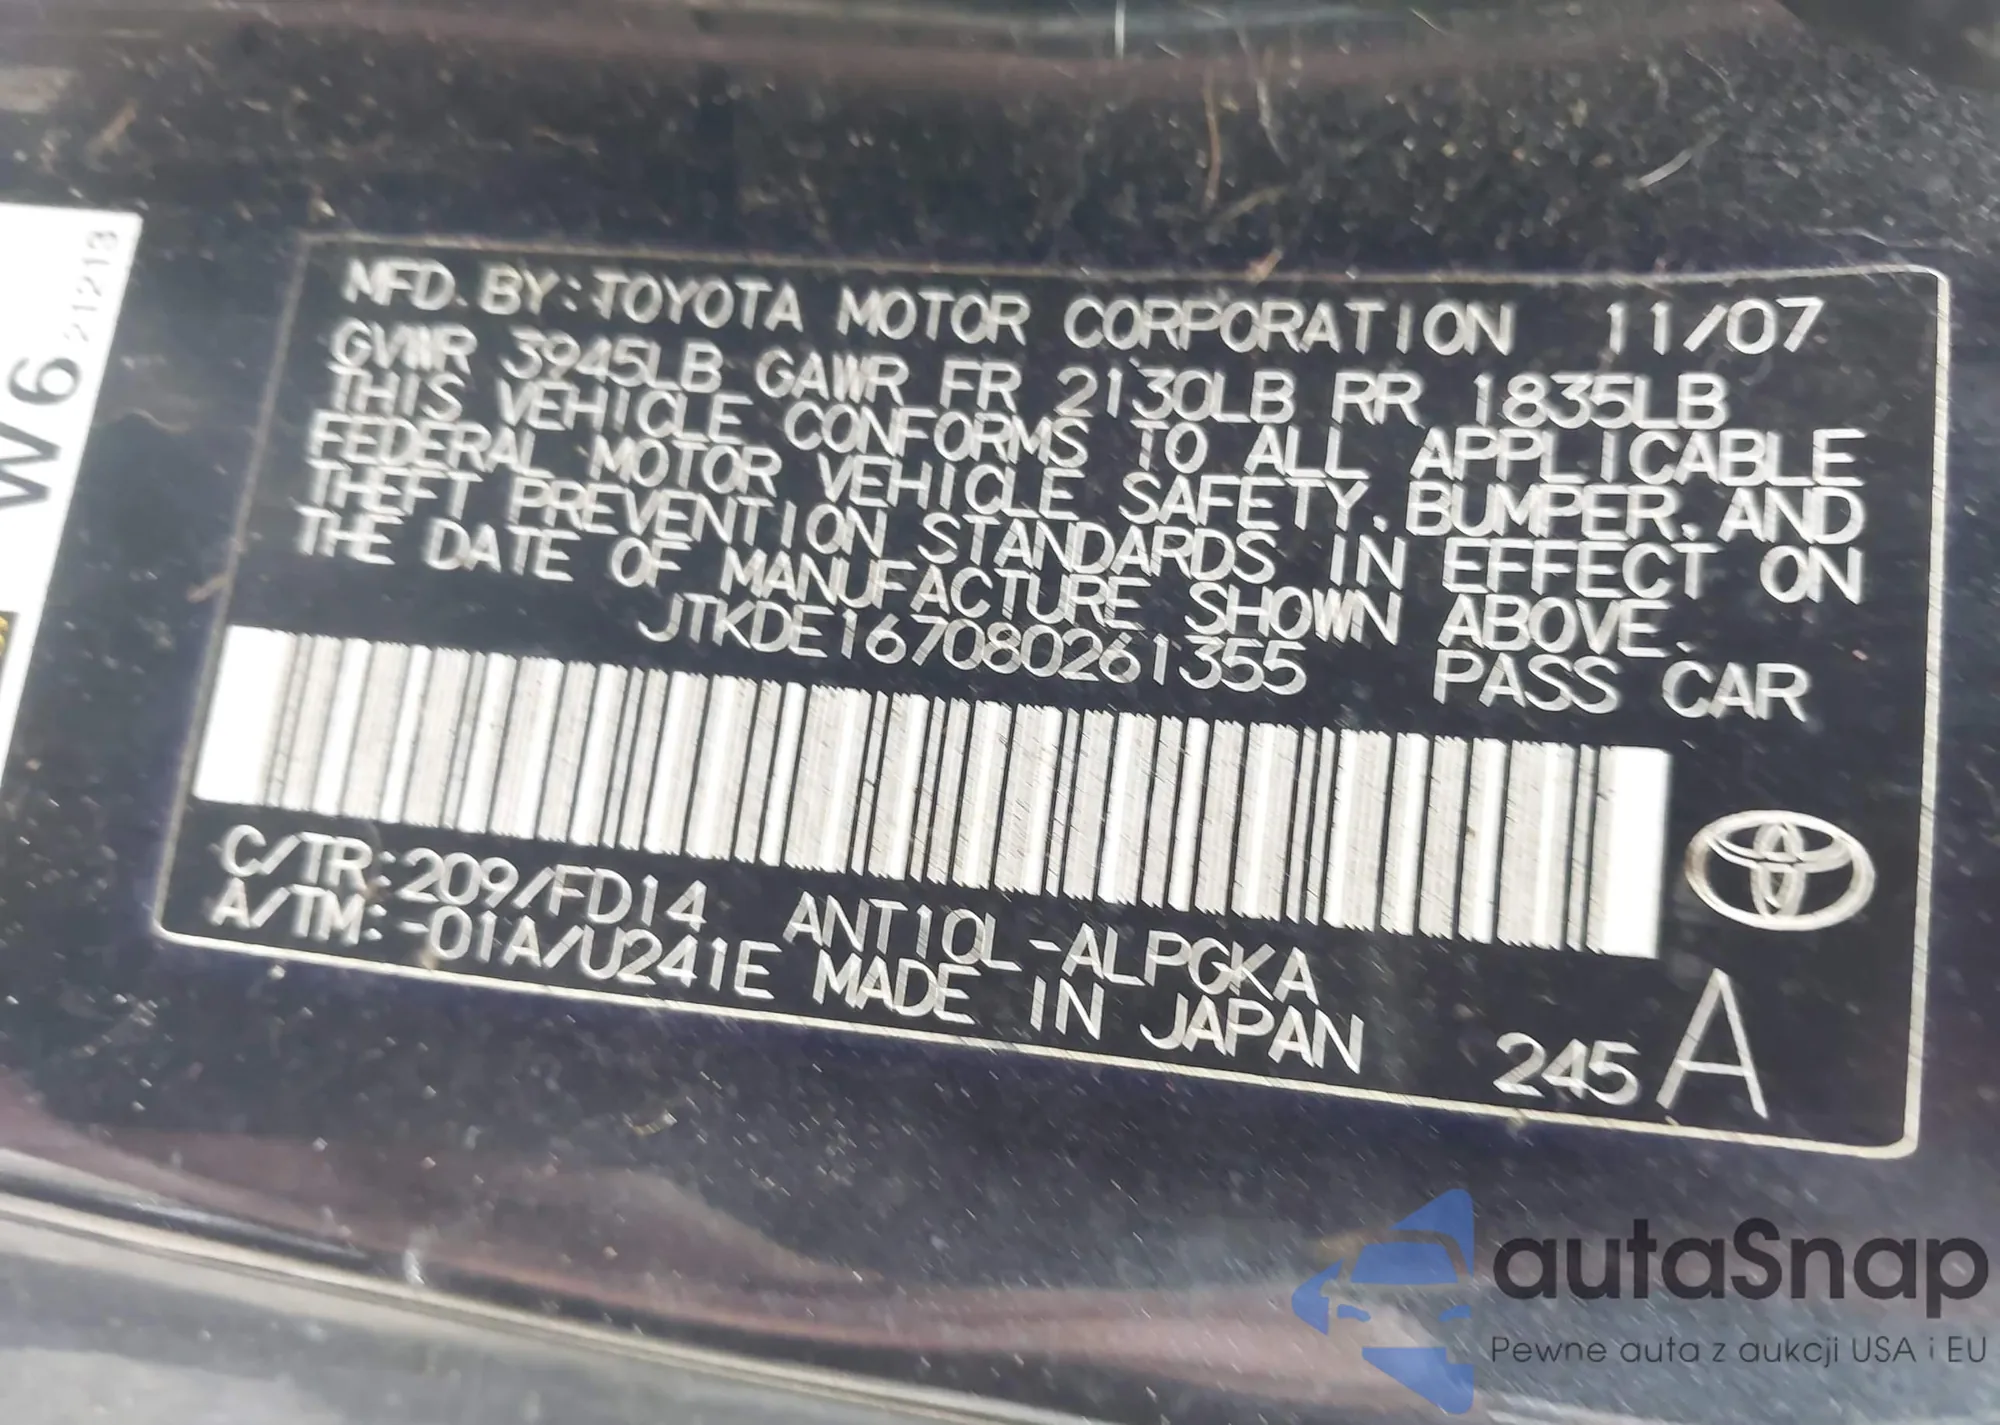 W6 21213
MFD. BY: TOYOTA MOTOR CORPORATION 11/07
GVWR 3945LB GAWR FR 2130LB RR 1835LB
THIS VEHICLE CONFORMS TO ALL APPLICABLE
FEDERAL MOTOR VEHICLE SAFETY, BUMPER, AND
THEFT PREVENTION STANDARDS IN EFFECT ON
THE DATE OF MANUFACTURE SHOWN ABOVE.
JTKDE167080261355 PASS CAR
C/TR:209/FD14 ANT10L-ALPGKA
A/TM:-01A/U241E MADE IN JAPAN
245 A
autaSnap
Pewne auta z aukcji USA i EU